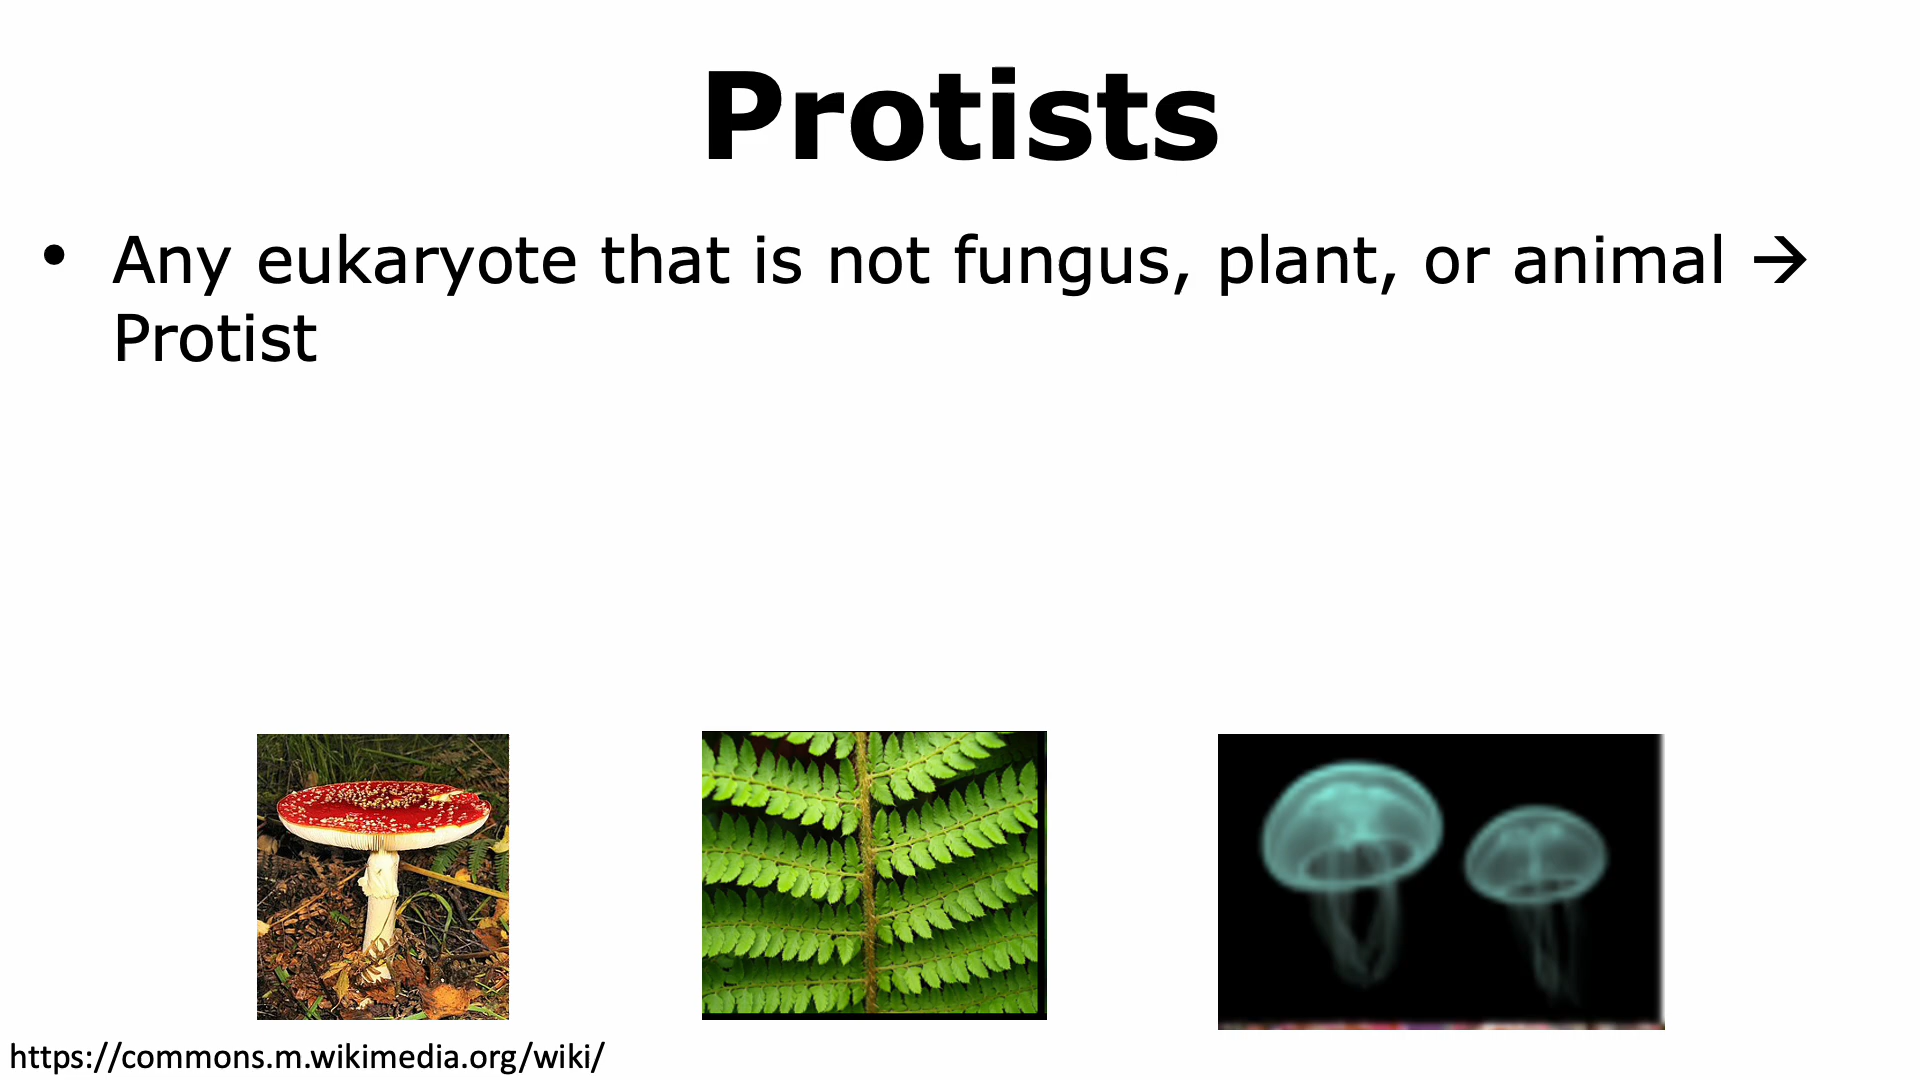 Protists
• Any eukaryote that is not fungus, plant, or animal →
Protist
https://commons.m.wikimedia.org/wiki/